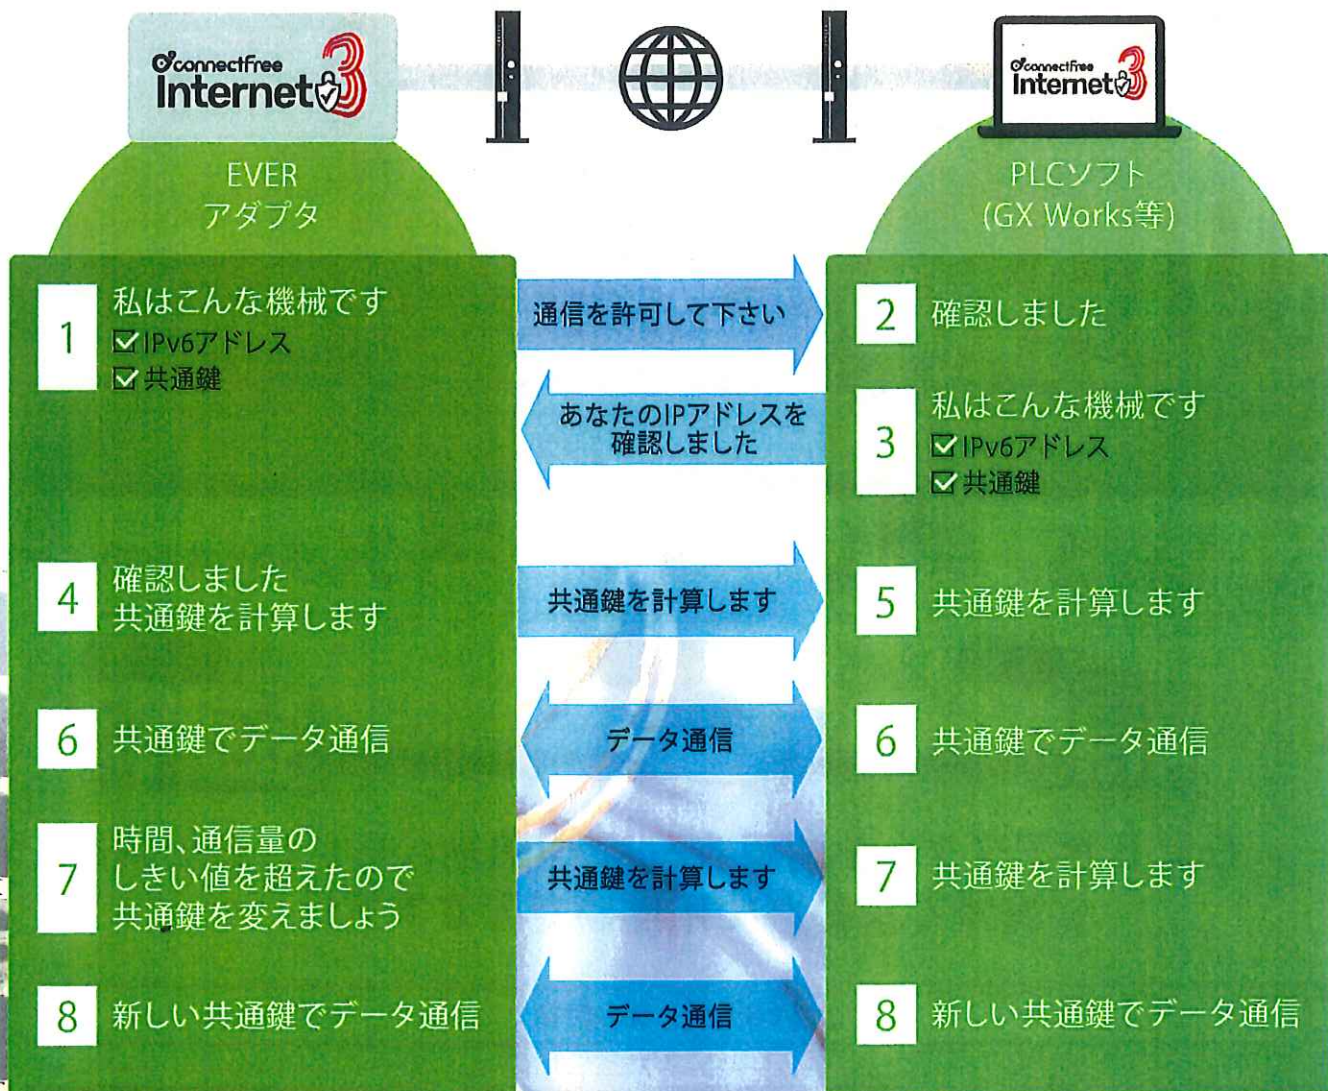 connectFree
Internet3
connectFree
Internet3
EVER
アダプタ
PLCソフト
(GX Works等)
1
私はこんな機械です
IPv6アドレス
共通鍵
通信を許可して下さい
2
確認しました
あなたのIPアドレスを
確認しました
3
私はこんな機械です
IPv6アドレス
共通鍵
4
確認しました
共通鍵を計算します
共通鍵を計算します
5
共通鍵を計算します
6
共通鍵でデータ通信
データ通信
6
共通鍵でデータ通信
7
時間、通信量の
しきい値を超えたので
共通鍵を変えましょう
共通鍵を計算します
7
共通鍵を計算します
8
新しい共通鍵でデータ通信
データ通信
8
新しい共通鍵でデータ通信